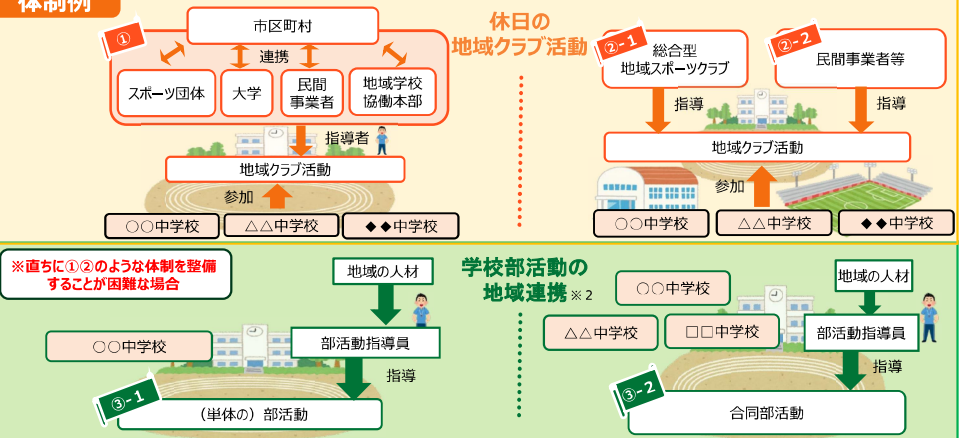 体制例
①
市区町村
連携
スポーツ団体
大学
民間
事業者
地域学校
協働本部
指導者
地域クラブ活動
参加
○○中学校
△△中学校
◆◆中学校
休日の
地域クラブ活動
②-1
総合型
地域スポーツクラブ
②-2
民間事業者等
指導
指導
地域クラブ活動
参加
○○中学校
△△中学校
◆◆中学校
※直ちに①②のような体制を整備
することが困難な場合
学校部活動の
地域連携※2
地域の人材
○○中学校
部活動指導員
指導
③-1
（単体の）部活動
○○中学校
△△中学校
□□中学校
地域の人材
部活動指導員
指導
③-2
合同部活動